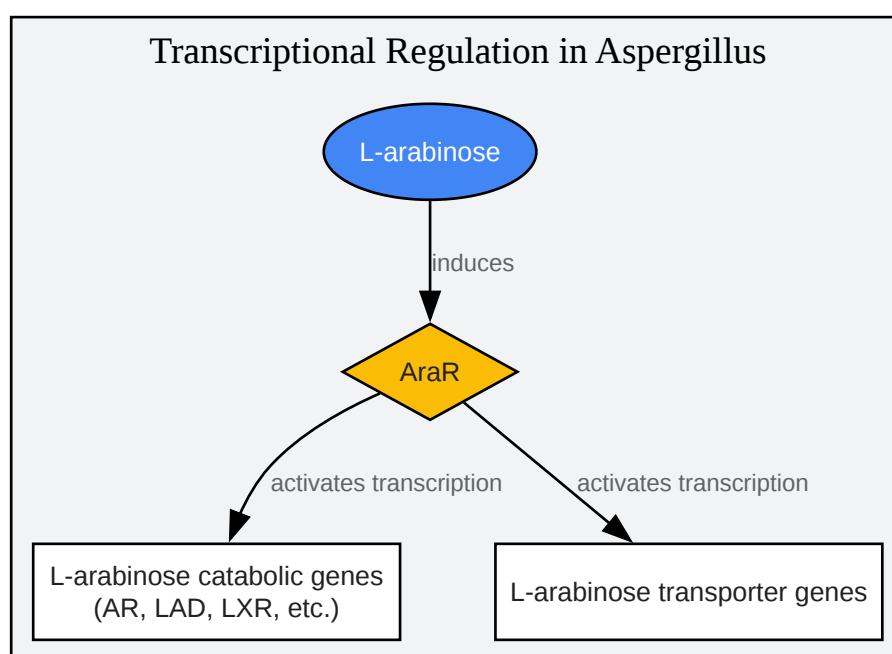 Transcriptional Regulation in Aspergillus
L-arabinose
induces
AraR
activates transcription
activates transcription
L-arabinose catabolic genes
(AR, LAD, LXR, etc.)
L-arabinose transporter genes